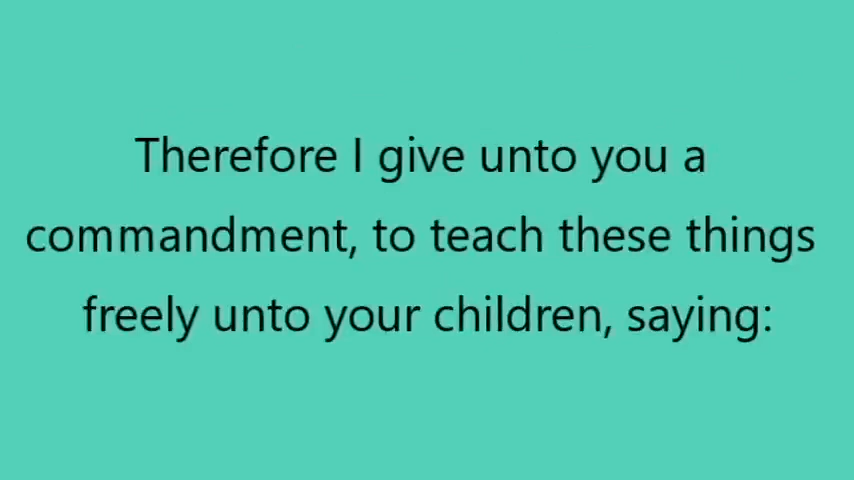 Therefore I give unto you a
commandment, to teach these things
freely unto your children, saying: